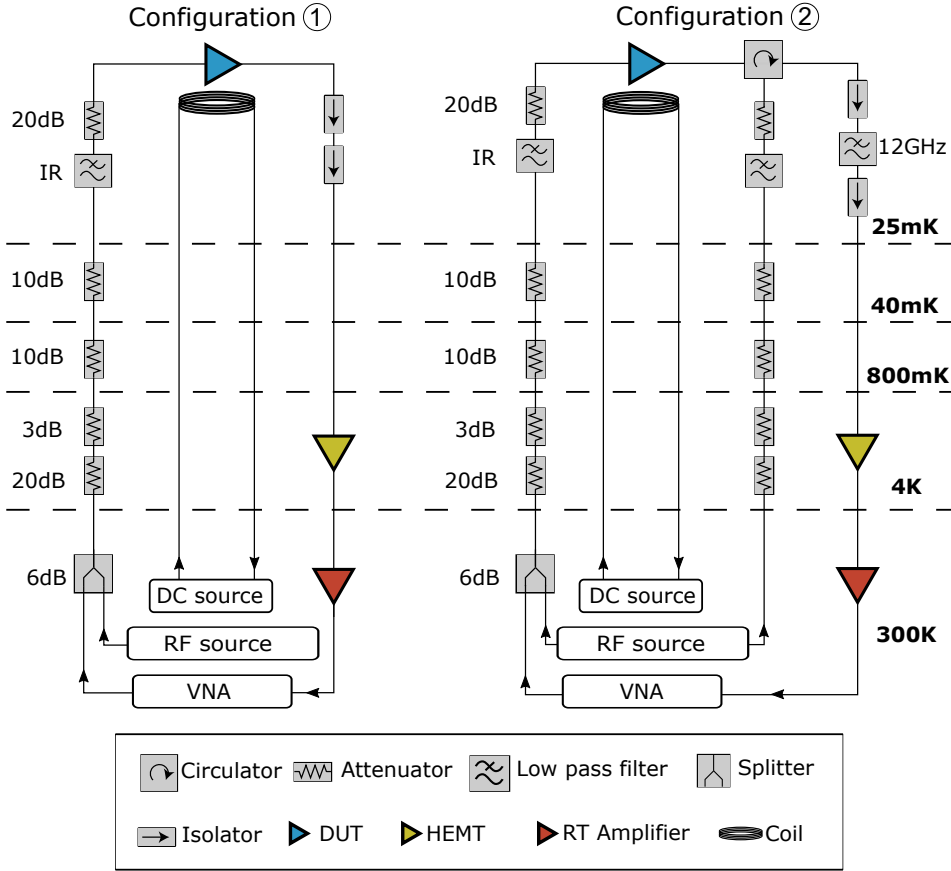 Configuration ①
20dB
IR
10dB
10dB
3dB
20dB
6dB
DC source
RF source
VNA
Configuration ②
20dB
IR
12GHz
25mK
10dB
40mK
10dB
800mK
3dB
20dB
4K
6dB
DC source
RF source
300K
VNA
Circulator
Attenuator
Low pass filter
Splitter
Isolator
DUT
HEMT
RT Amplifier
Coil